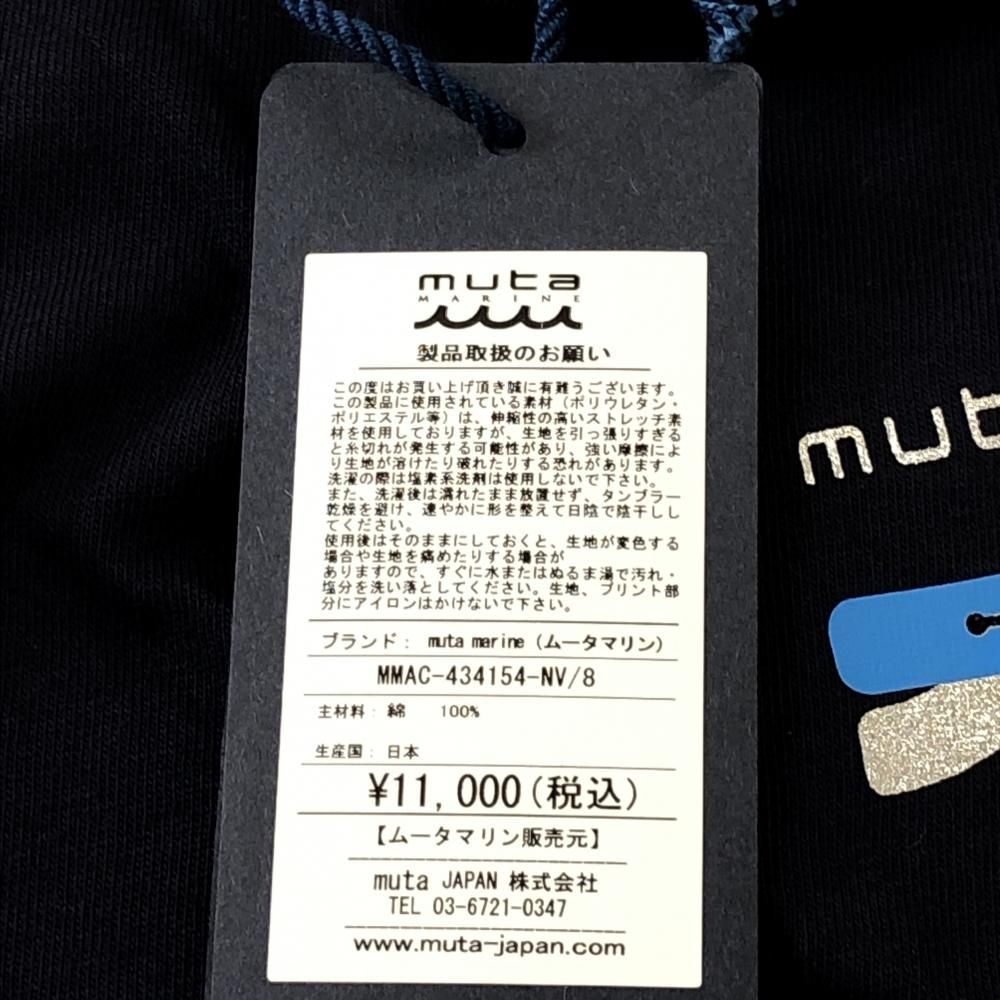 muta
MARINE
製品取扱のお願い
この度はお買い上げ頂き誠に有難うございます。
この製品に使用されている素材（ポリウレタン・
ポリエステル等）は、伸縮性の高いストレッチ素
材を使用しておりますが、生地を引っ張りすぎる
と糸切れが発生する可能性があり、強い摩擦によ
り生地が溶けたり破れたりする恐れがあります。
洗濯の際は塩素系洗剤は使用しないで下さい。
また、洗濯後は濡れたまま放置せず、タンブラー
乾燥を避け、速やかに形を整えて日陰で陰干しし
てください。
使用後はそのままにしておくと、生地が変色する
場合や生地を痛めたりする場合が
ありますので、すぐに水またはぬるま湯で汚れ・
塩分を洗い落としてください。生地、プリント部
分にアイロンはかけないで下さい。
ブランド： muta marine（ムータマリン）
MMAC-434154-NV/8
主材料： 綿 100%
生産国： 日本
¥11,000(税込)
【ムータマリン販売元】
muta JAPAN 株式会社
TEL 03-6721-0347
www.muta-japan.com
mut